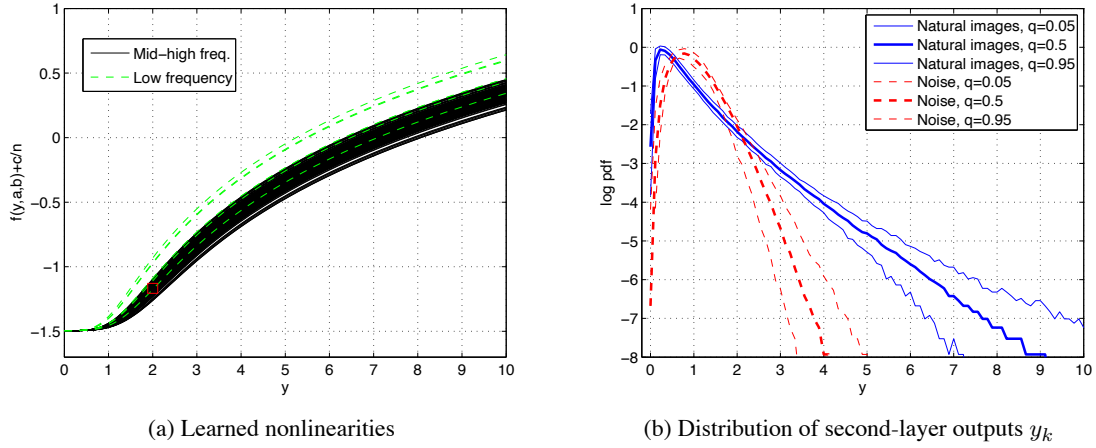 1
0.5
0
−0.5
−1
−1.5
f(y,a,b)+c/n
Mid−high freq.
Low frequency
0 1 2 3 4 5 6 7 8 9 10
y
(a) Learned nonlinearities
1
0
−1
−2
−3
−4
−5
−6
−7
−8
log pdf
Natural images, q=0.05
Natural images, q=0.5
Natural images, q=0.95
Noise, q=0.05
Noise, q=0.5
Noise, q=0.95
0 1 2 3 4 5 6 7 8 9 10
y
(b) Distribution of second-layer outputs yₖ